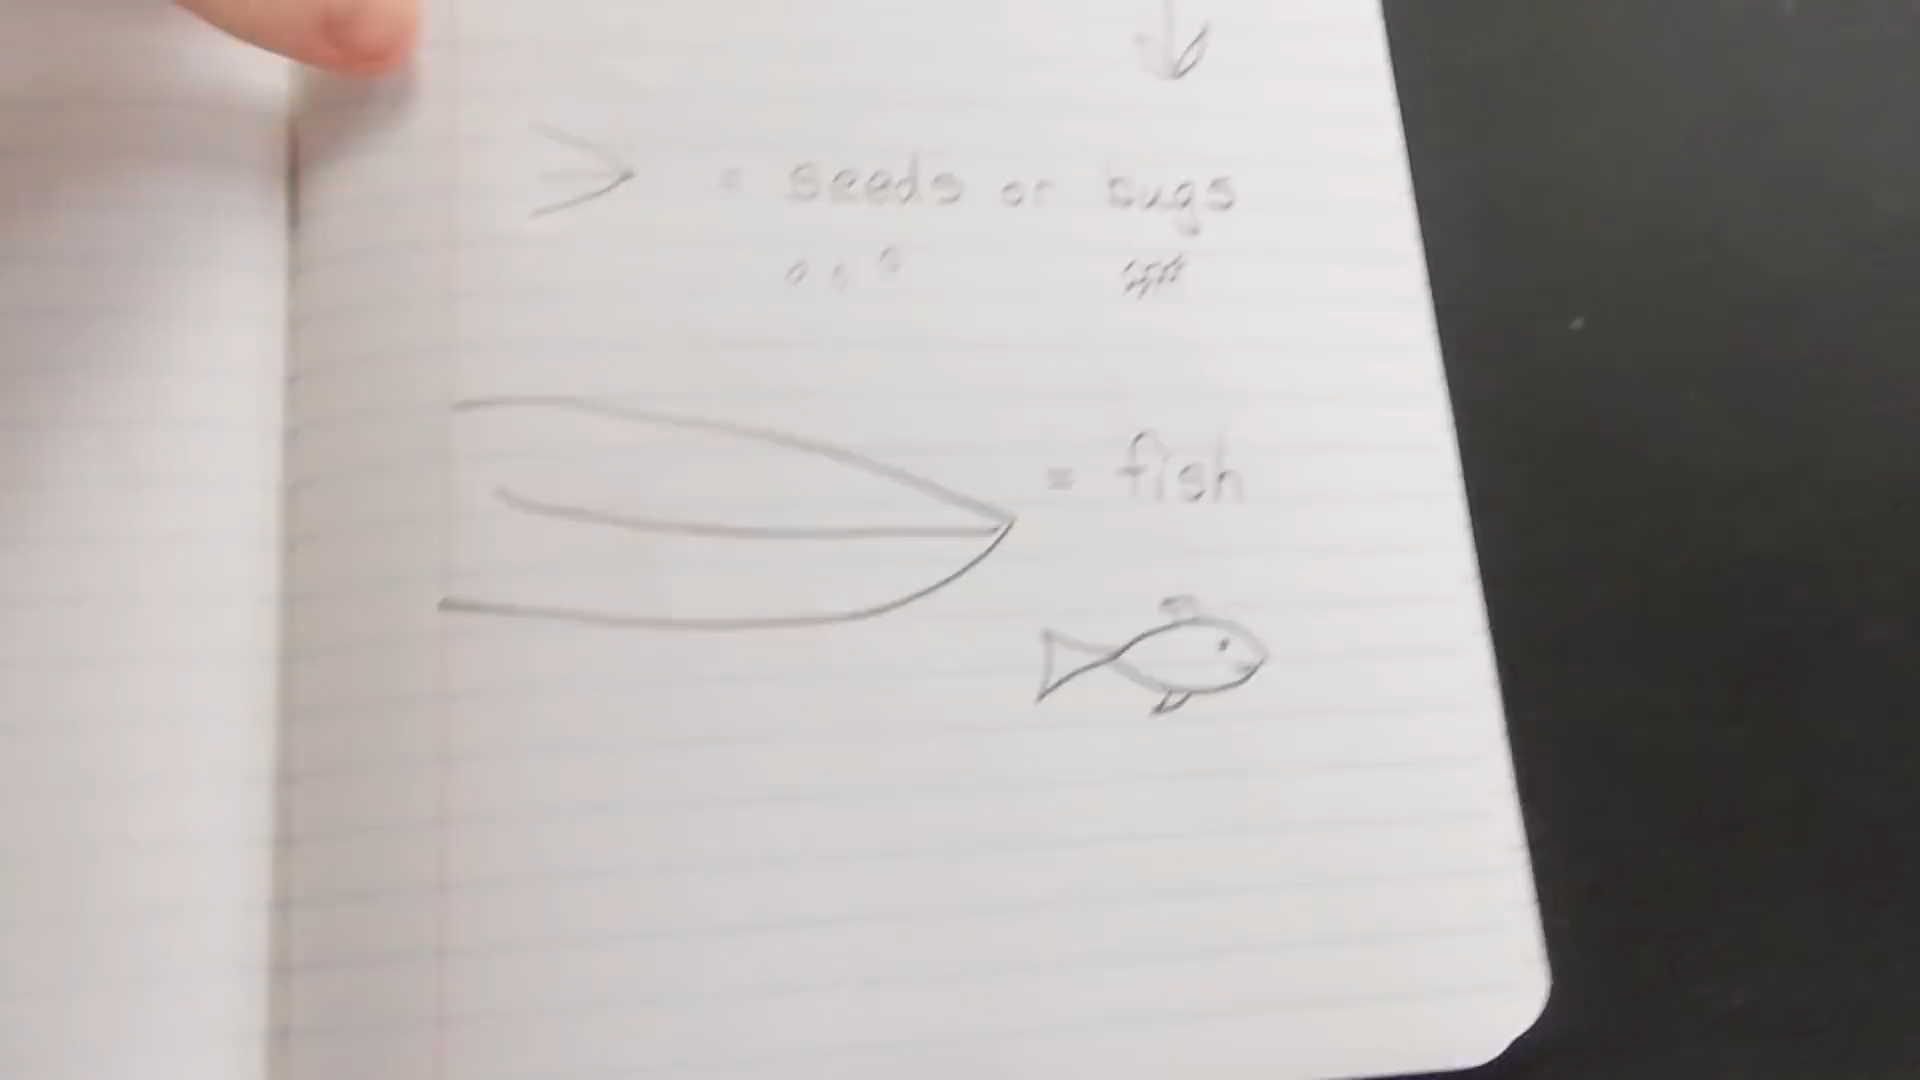 = seeds or bugs
= fish